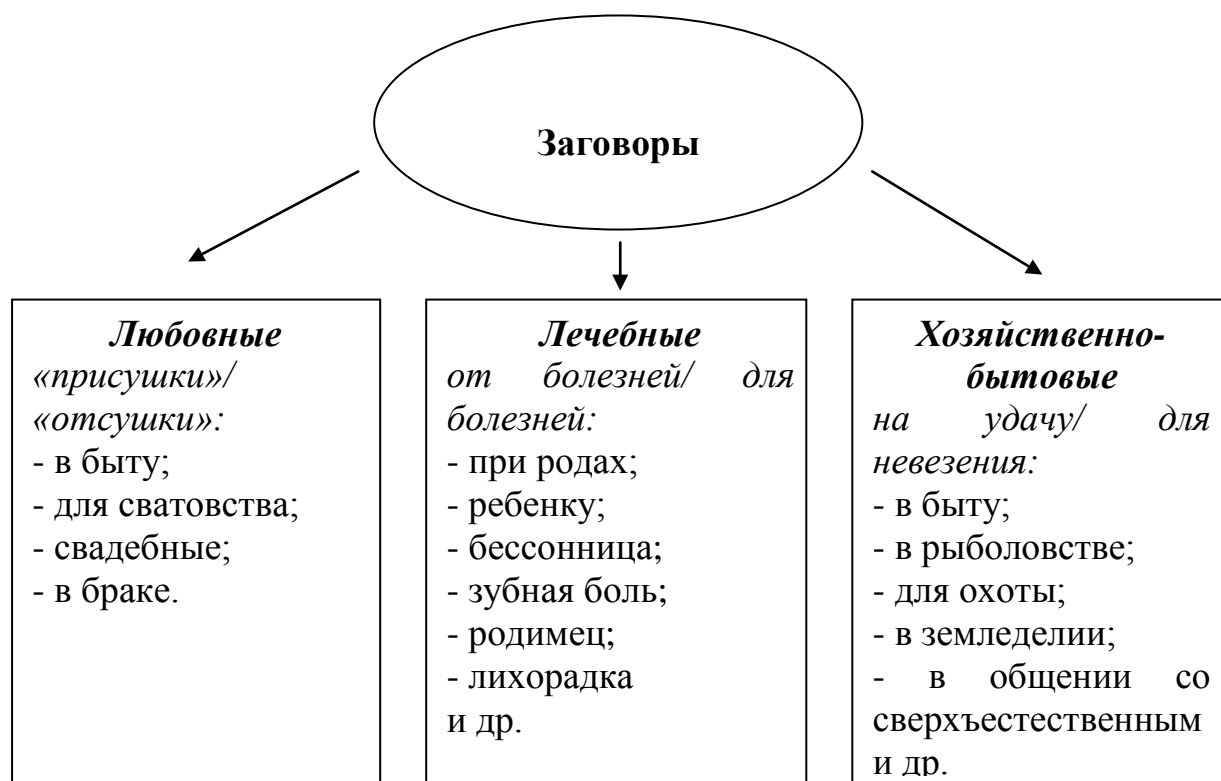 Заговоры
Любовные
«присушки»/
«отсушки»:
- в быту;
- для сватовства;
- свадебные;
- в браке.
Лечебные
от болезней/ для
болезней:
- при родах;
- ребенку;
- бессонница;
- зубная боль;
- родимец;
- лихорадка
и др.
Хозяйственно-
бытовые
на удачу/ для
невезения:
- в быту;
- в рыболовстве;
- для охоты;
- в земледелии;
- в общении со
сверхъестественным
и др.